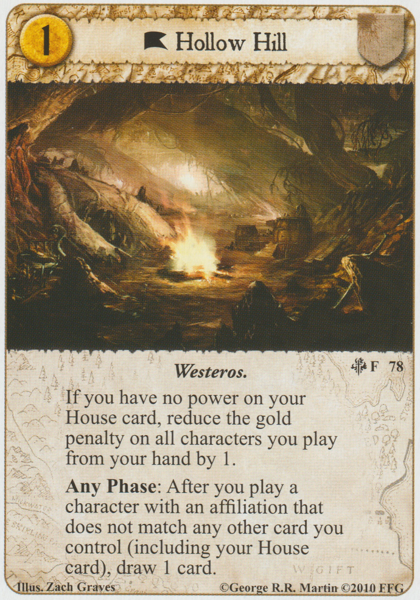 1
Hollow Hill
Westeros.
F 78
If you have no power on your
House card, reduce the gold
penalty on all characters you play
from your hand by 1.
Any Phase: After you play a
character with an affiliation that
does not match any other card you
control (including your House
card), draw 1 card.
W GIFT
Illus. Zach Graves
©George R.R. Martin ©2010 FFG